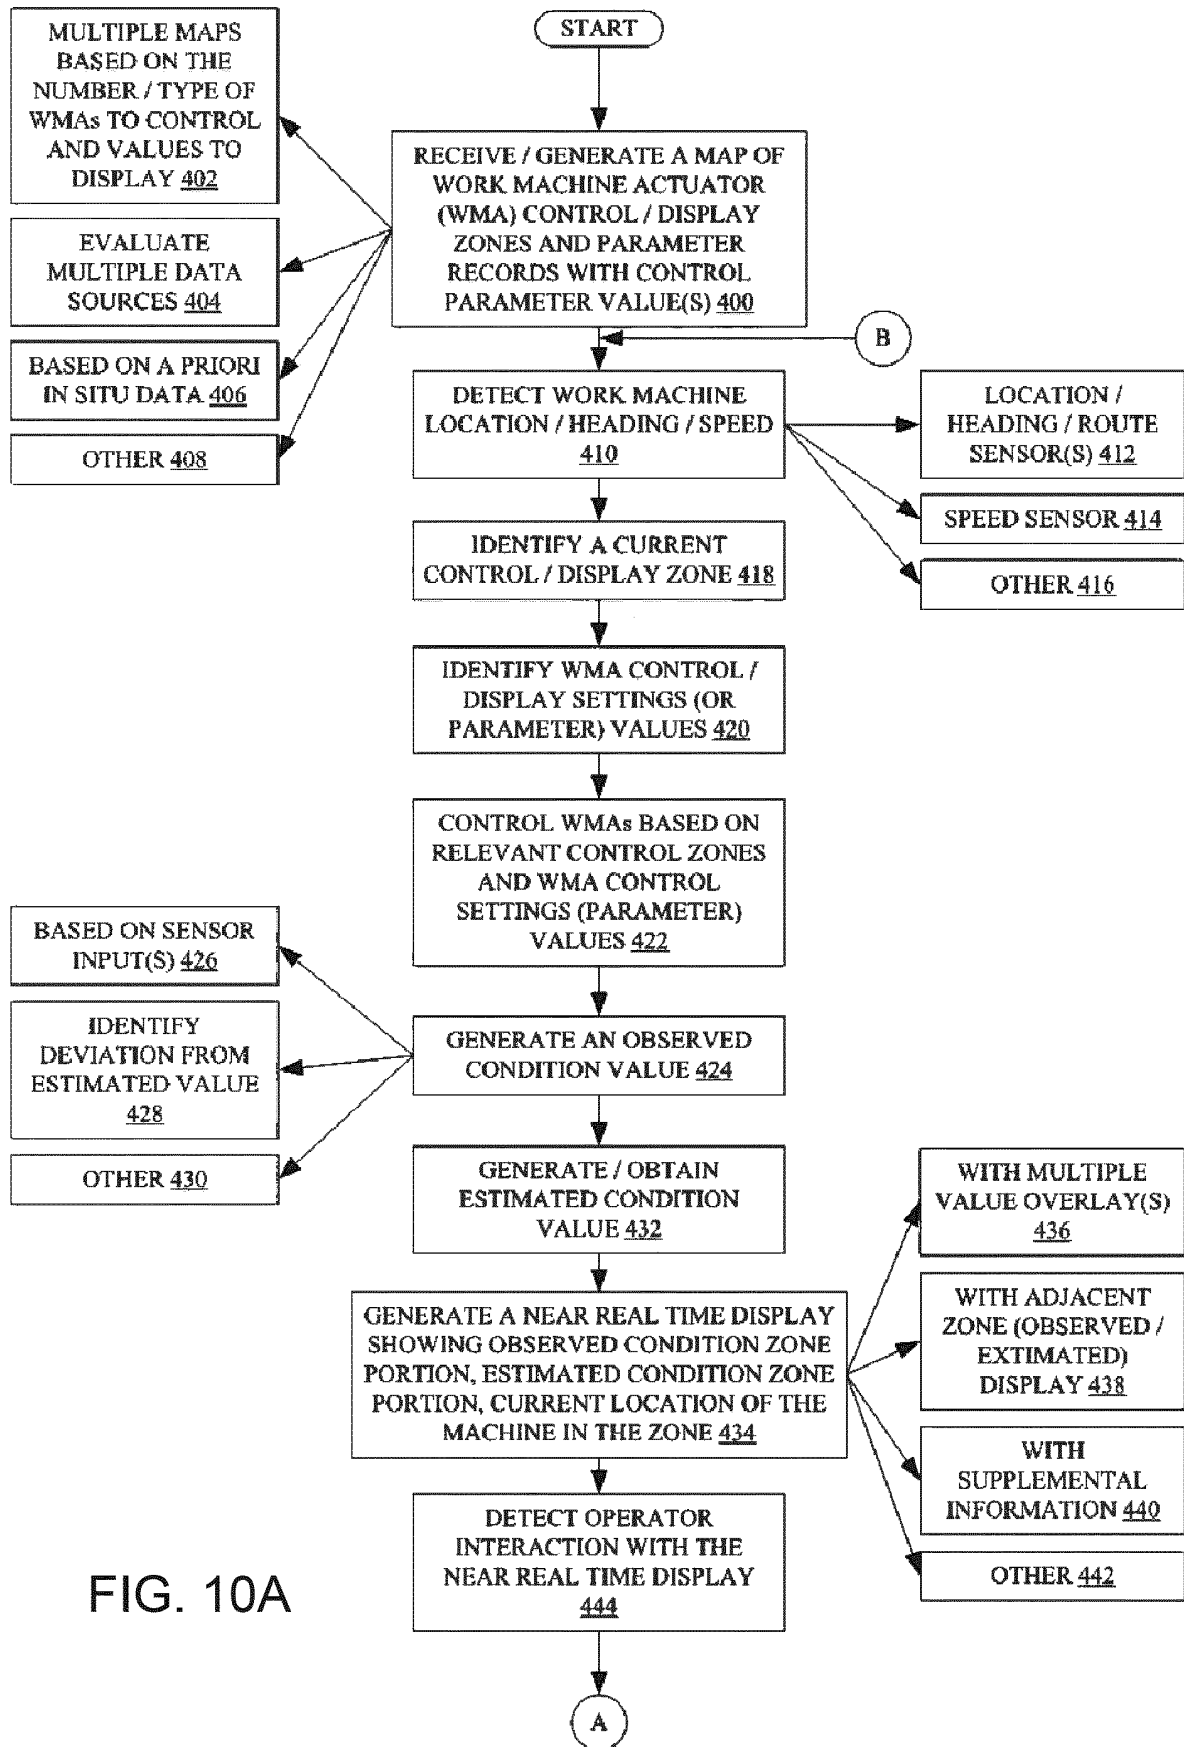 START
MULTIPLE MAPS
BASED ON THE
NUMBER / TYPE OF
WMAs TO CONTROL
AND VALUES TO
DISPLAY 402
RECEIVE / GENERATE A MAP OF
WORK MACHINE ACTUATOR
(WMA) CONTROL / DISPLAY
ZONES AND PARAMETER
RECORDS WITH CONTROL
PARAMETER VALUE(S) 400
EVALUATE
MULTIPLE DATA
SOURCES 404
BASED ON A PRIORI
IN SITU DATA 406
OTHER 408
B
DETECT WORK MACHINE
LOCATION / HEADING / SPEED
410
LOCATION /
HEADING / ROUTE
SENSOR(S) 412
SPEED SENSOR 414
OTHER 416
IDENTIFY A CURRENT
CONTROL / DISPLAY ZONE 418
IDENTIFY WMA CONTROL /
DISPLAY SETTINGS (OR
PARAMETER) VALUES 420
CONTROL WMAs BASED ON
RELEVANT CONTROL ZONES
AND WMA CONTROL
SETTINGS (PARAMETER)
VALUES 422
BASED ON SENSOR
INPUT(S) 426
IDENTIFY
DEVIATION FROM
ESTIMATED VALUE
428
OTHER 430
GENERATE AN OBSERVED
CONDITION VALUE 424
GENERATE / OBTAIN
ESTIMATED CONDITION
VALUE 432
GENERATE A NEAR REAL TIME DISPLAY
SHOWING OBSERVED CONDITION ZONE
PORTION, ESTIMATED CONDITION ZONE
PORTION, CURRENT LOCATION OF THE
MACHINE IN THE ZONE 434
WITH MULTIPLE
VALUE OVERLAY(S)
436
WITH ADJACENT
ZONE (OBSERVED /
EXTIMATED)
DISPLAY 438
WITH
SUPPLEMENTAL
INFORMATION 440
OTHER 442
DETECT OPERATOR
INTERACTION WITH THE
NEAR REAL TIME DISPLAY
444
A
FIG. 10A